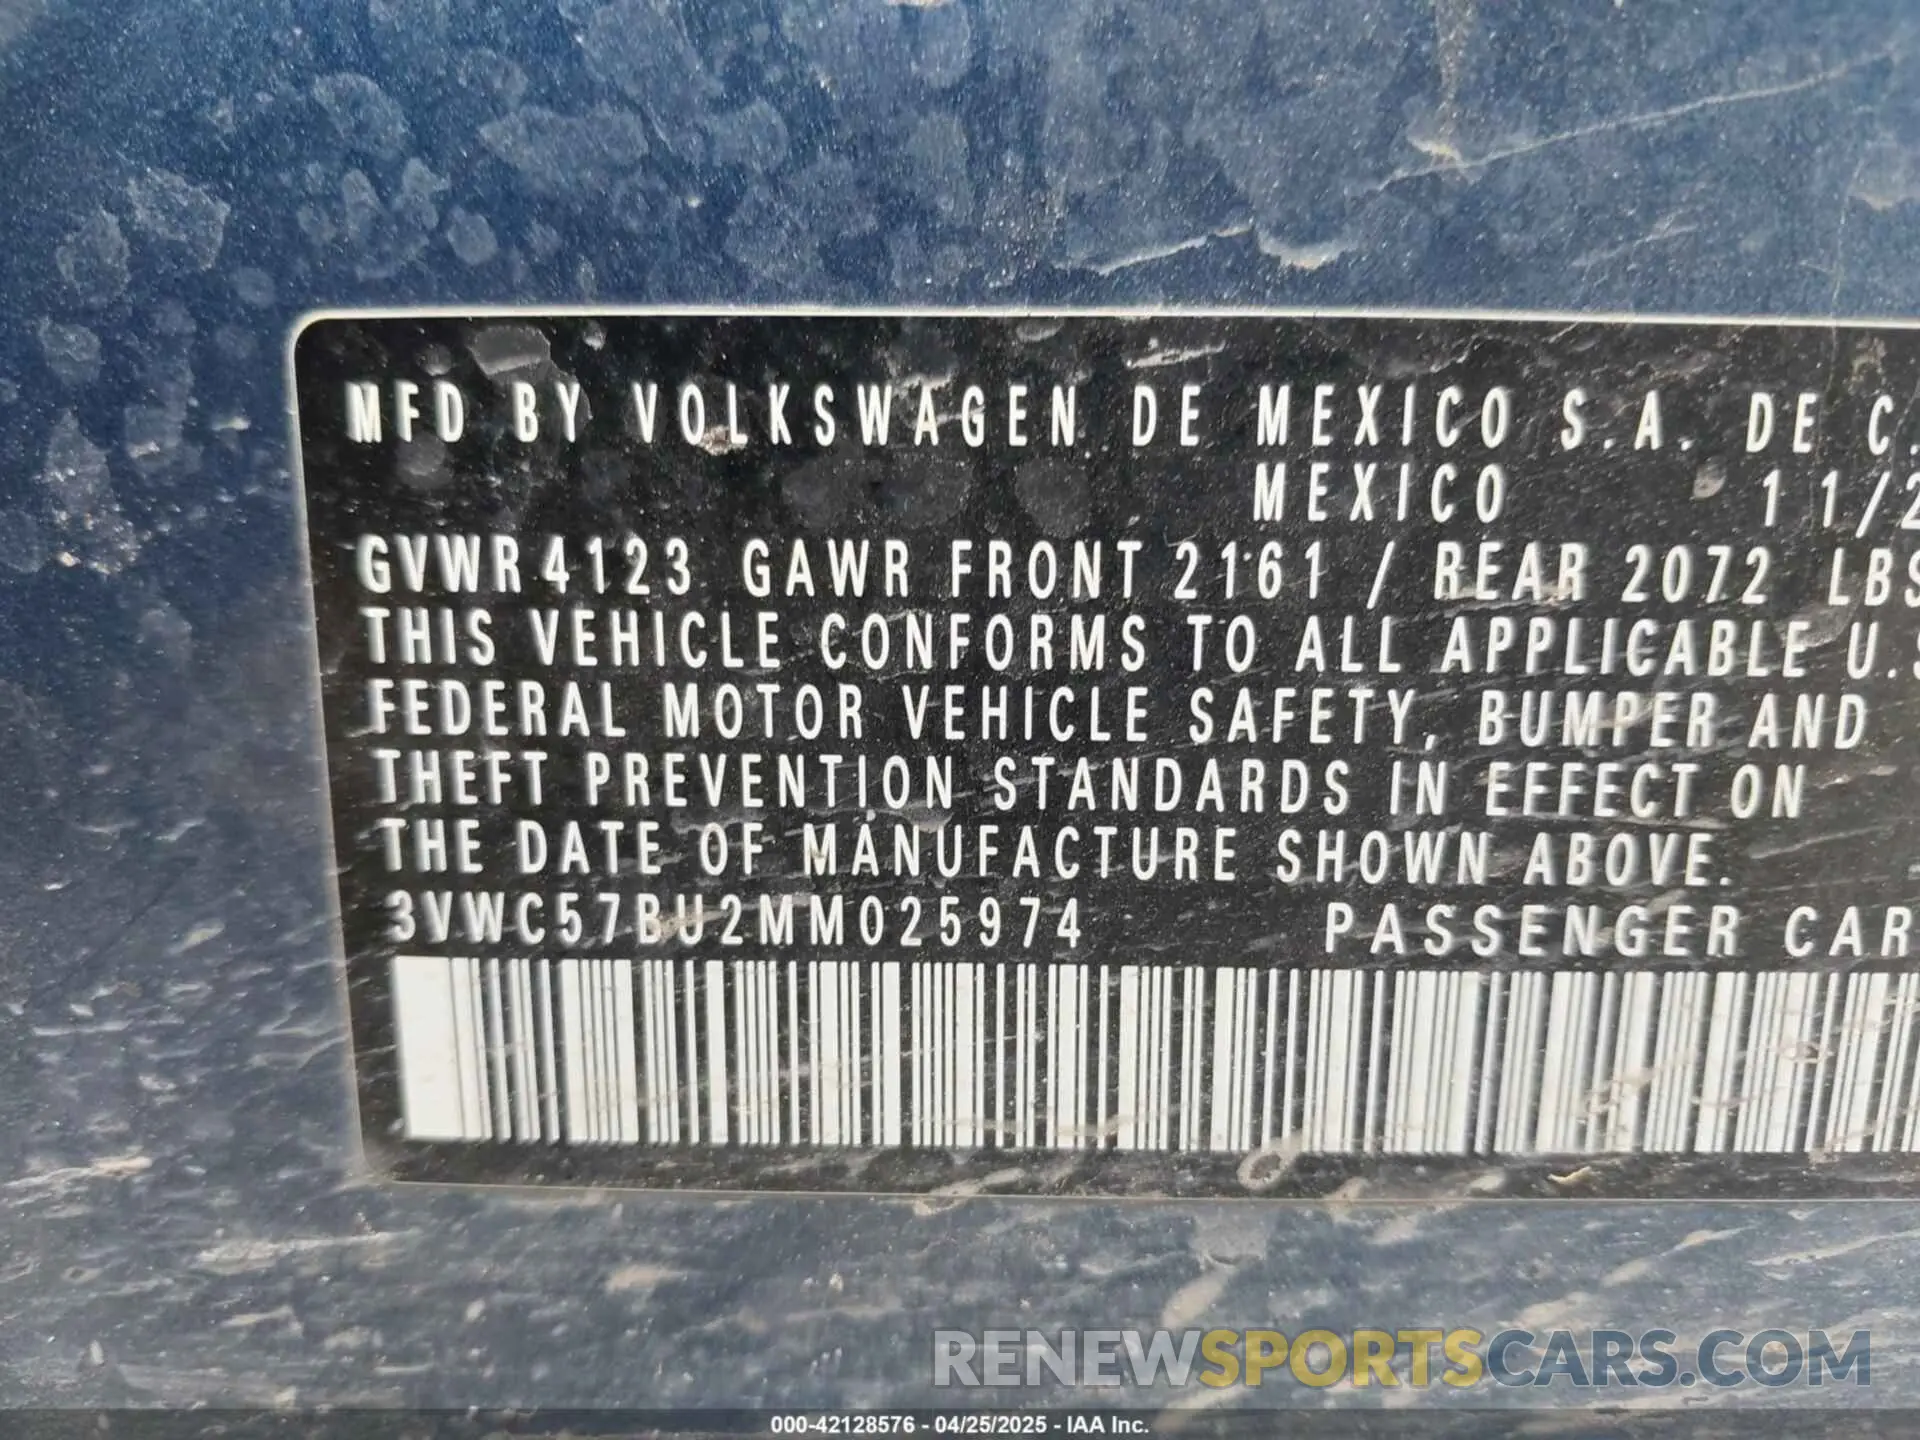 MFD BY VOLKSWAGEN DE MEXICO S.A. DE C.
MEXICO 11/2
GVWR 4123 GAWR FRONT 2161 / REAR 2072 LBS
THIS VEHICLE CONFORMS TO ALL APPLICABLE U.S
FEDERAL MOTOR VEHICLE SAFETY, BUMPER AND
THEFT PREVENTION STANDARDS IN EFFECT ON
THE DATE OF MANUFACTURE SHOWN ABOVE.
3VWC57BU2MM025974 PASSENGER CAR
RENEWSPORTSCARS.COM
000-42128576 - 04/25/2025 - IAA Inc.